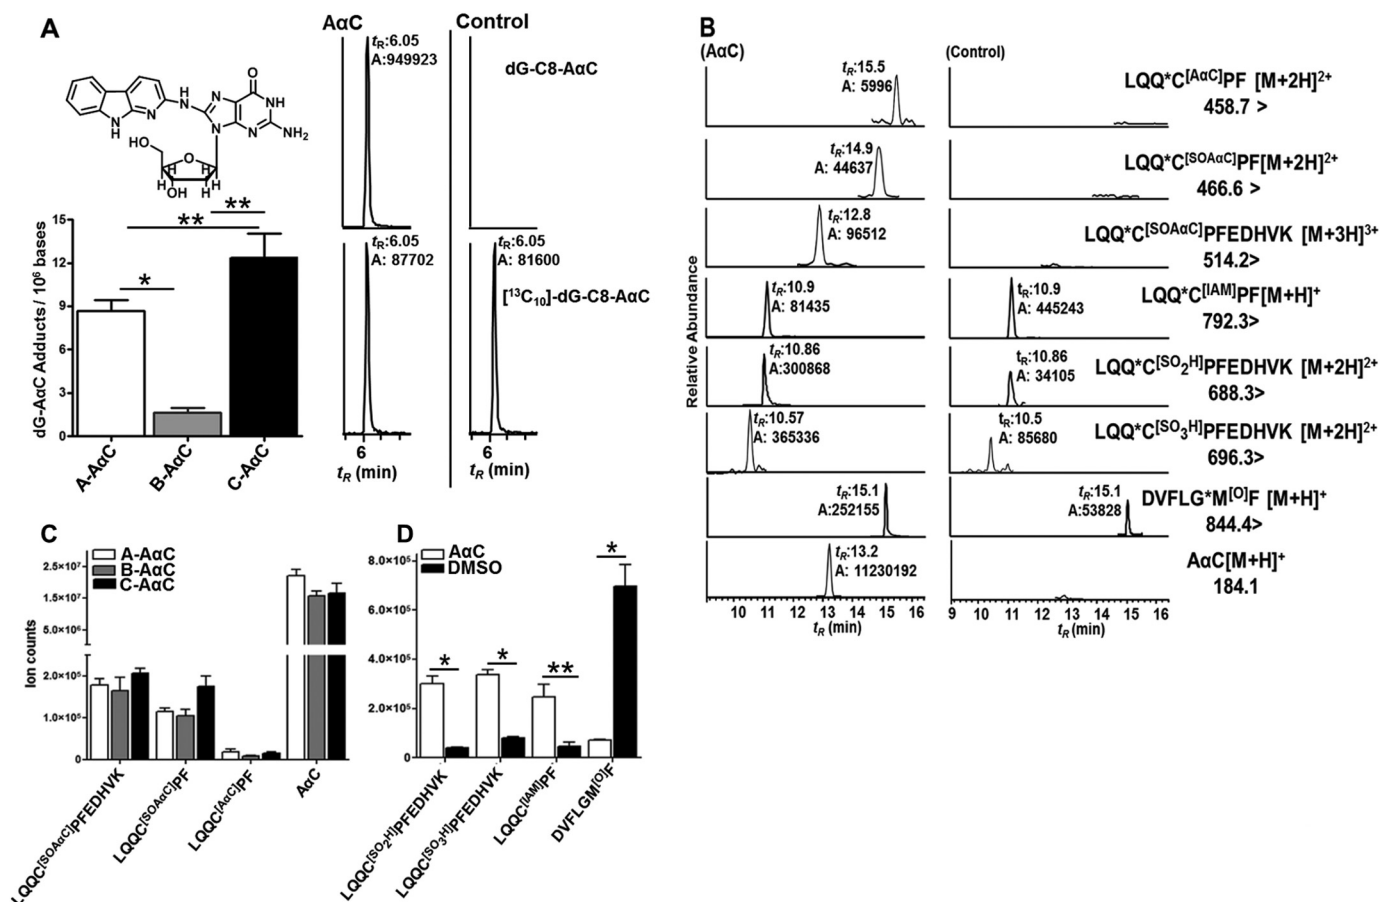 A
AαC
Control
tR:6.05
A:949923
dG-C8-AαC
O
N
NH
H
N
N
NH2
N
H
N
N
N
HO
O
H
H
H
H
OH
tR:6.05
A: 87702
tR:6.05
A: 81600
[13C10]-dG-C8-AαC
6
tR (min)
6
tR (min)
dG-AαC Adducts / 10⁶ bases
15
12
9
6
3
0
**
**
*
A-AαC
B-AαC
C-AαC
B
(AαC)
(Control)
Relative Abundance
tR:15.5
A: 5996
LQQ*C[AαC]PF [M+2H]2+
458.7 >
tR:14.9
A: 44637
LQQ*C[SOAαC]PF[M+2H]2+
466.6 >
tR:12.8
A: 96512
LQQ*C[SOAαC]PFEDHVK [M+3H]3+
514.2>
tR:10.9
A: 81435
tR:10.9
A: 445243
LQQ*C[IAM]PF[M+H]+
792.3>
tR:10.86
A:300868
tR:10.86
A: 34105
LQQ*C[SO2H]PFEDHVK [M+2H]2+
688.3>
tR:10.57
A: 365336
tR:10.5
A: 85680
LQQ*C[SO3H]PFEDHVK [M+2H]2+
696.3>
tR:15.1
A:252155
tR:15.1
A:53828
DVFLG*M[O]F [M+H]+
844.4>
tR:13.2
A: 11230192
AαC[M+H]+
184.1
10 11 12 13 14 15 16
tR (min)
9 10 11 12 13 14 15 16
tR (min)
C
A-AαC
B-AαC
C-AαC
Ion counts
2.5×10⁷
1.5×10⁷
5.0×10⁶
2.0×10⁵
1.0×10⁵
0
LQQC[SOAαC]PFEDHVK
LQQC[SOAαC]PF
LQQC[AαC]PF
AαC
D
AαC
DMSO
8.0×10⁵
6.0×10⁵
4.0×10⁵
2.0×10⁵
0
*
*
**
*
LQQC[SO2H]PFEDHVK
LQQC[SO3H]PFEDHVK
LQQC[IAM]PF
DVFLGM[O]F